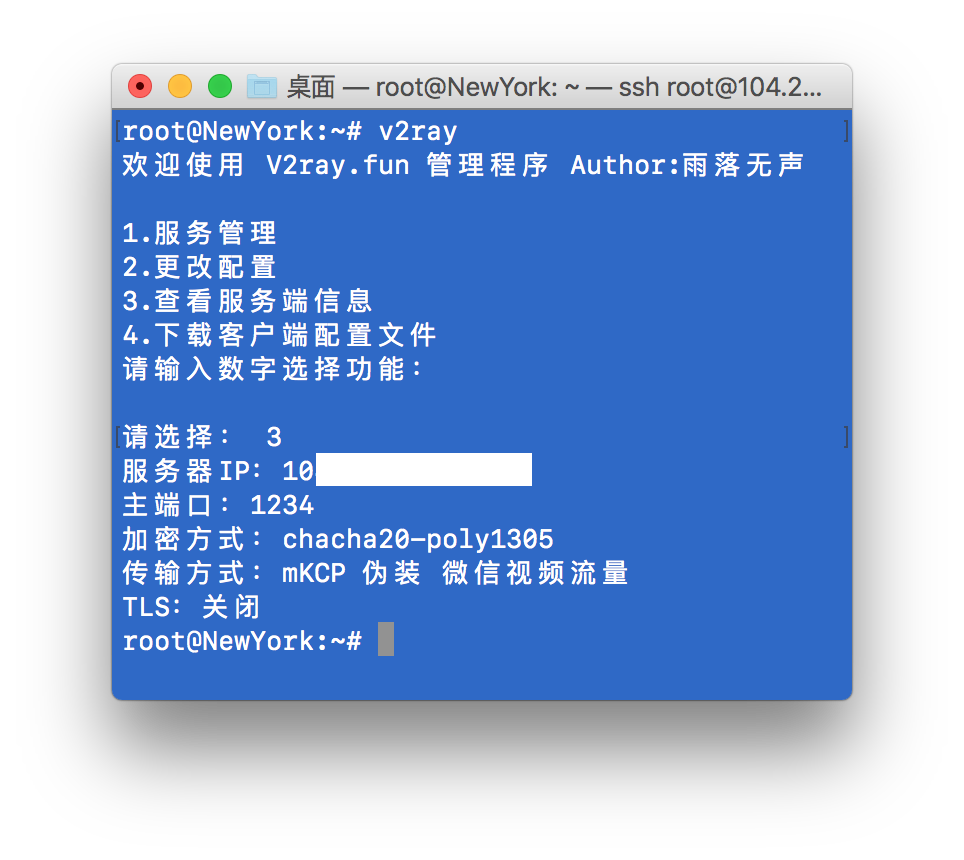 桌面 — root@NewYork: ~ — ssh root@104.2...
[root@NewYork:~# v2ray ]
欢迎使用 V2ray.fun 管理程序 Author:雨落无声
1.服务管理
2.更改配置
3.查看服务端信息
4.下载客户端配置文件
请输入数字选择功能：
[请选择： 3 ]
服务器IP: 10
主端口：1234
加密方式：chacha20-poly1305
传输方式：mKCP 伪装 微信视频流量
TLS: 关闭
root@NewYork:~#